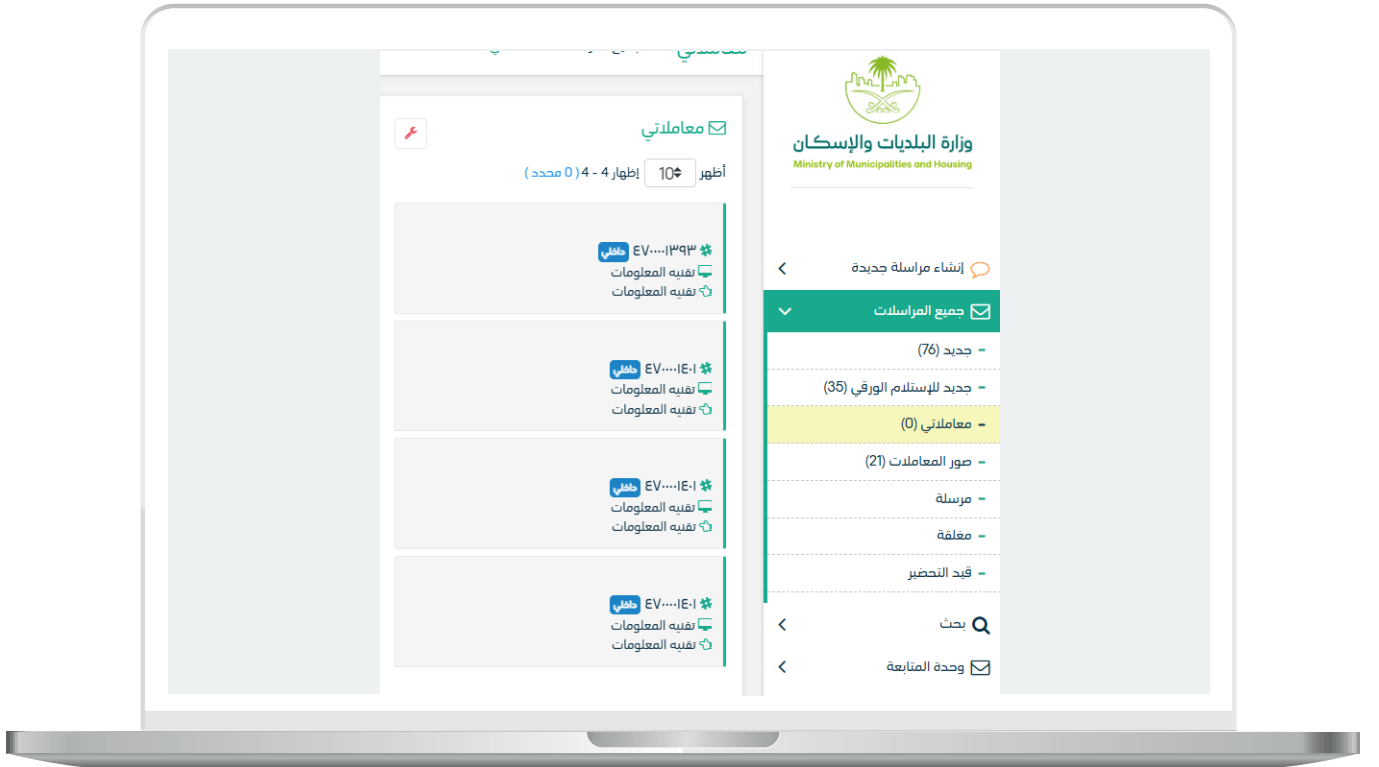 معاملاتي
وزارة البلديات والإسكان
Ministry of Municipalities and Housing
إنشاء مراسلة جديدة
جميع المراسلات
- جديد (76)
- جديد للإستلام الورقي (35)
- معاملاتي (0)
- صور المعاملات (21)
- مرسلة
- مغلقة
- قيد التحضير
بحث
وحدة المتابعة
معاملاتي
أظهر 10 إظهار 4 - 4 ( 0 محدد )
٤٧٠٠٠٠١٣٩٣ داخلي
تقنيه المعلومات
تقنيه المعلومات
٤٧٠٠٠٠١٤٠١ داخلي
تقنيه المعلومات
تقنيه المعلومات
٤٧٠٠٠٠١٤٠١ داخلي
تقنيه المعلومات
تقنيه المعلومات
٤٧٠٠٠٠١٤٠١ داخلي
تقنيه المعلومات
تقنيه المعلومات